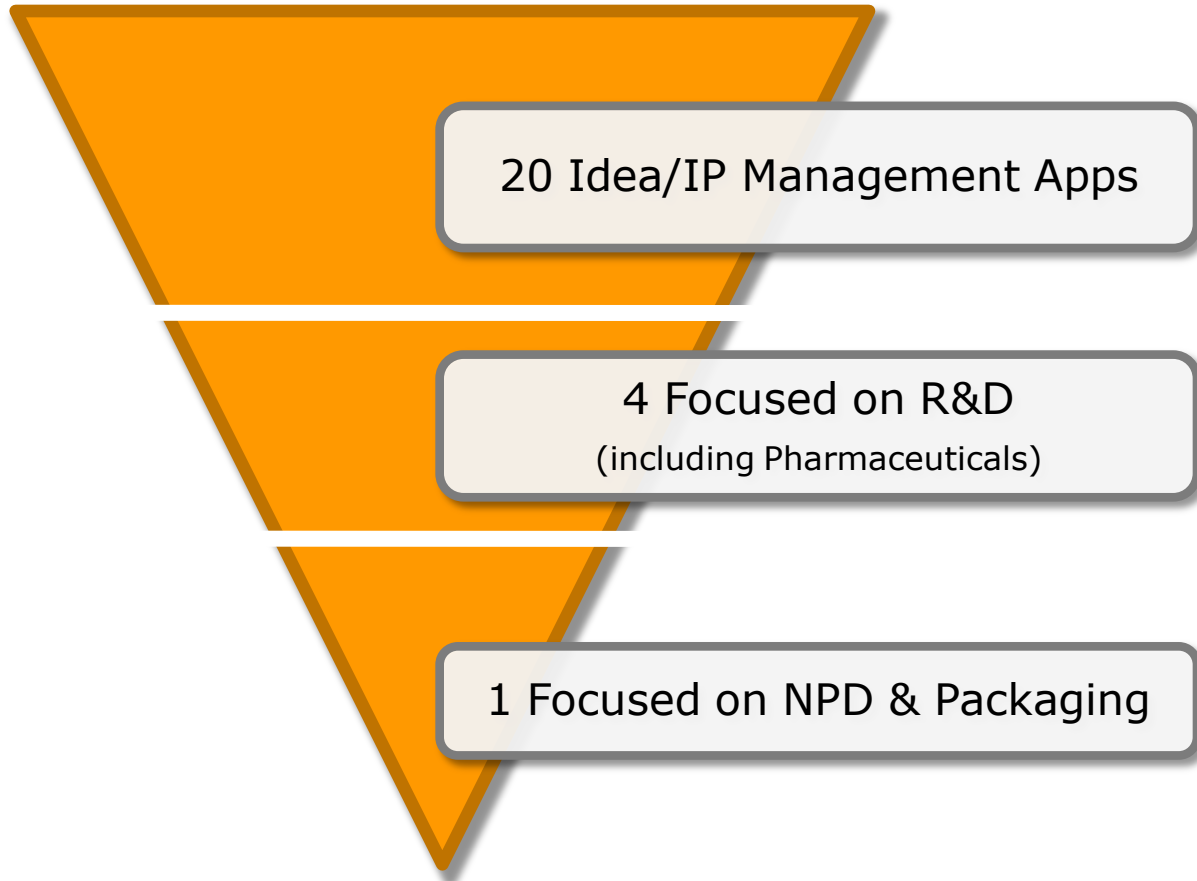 20 Idea/IP Management Apps
4 Focused on R&D
(including Pharmaceuticals)
1 Focused on NPD & Packaging